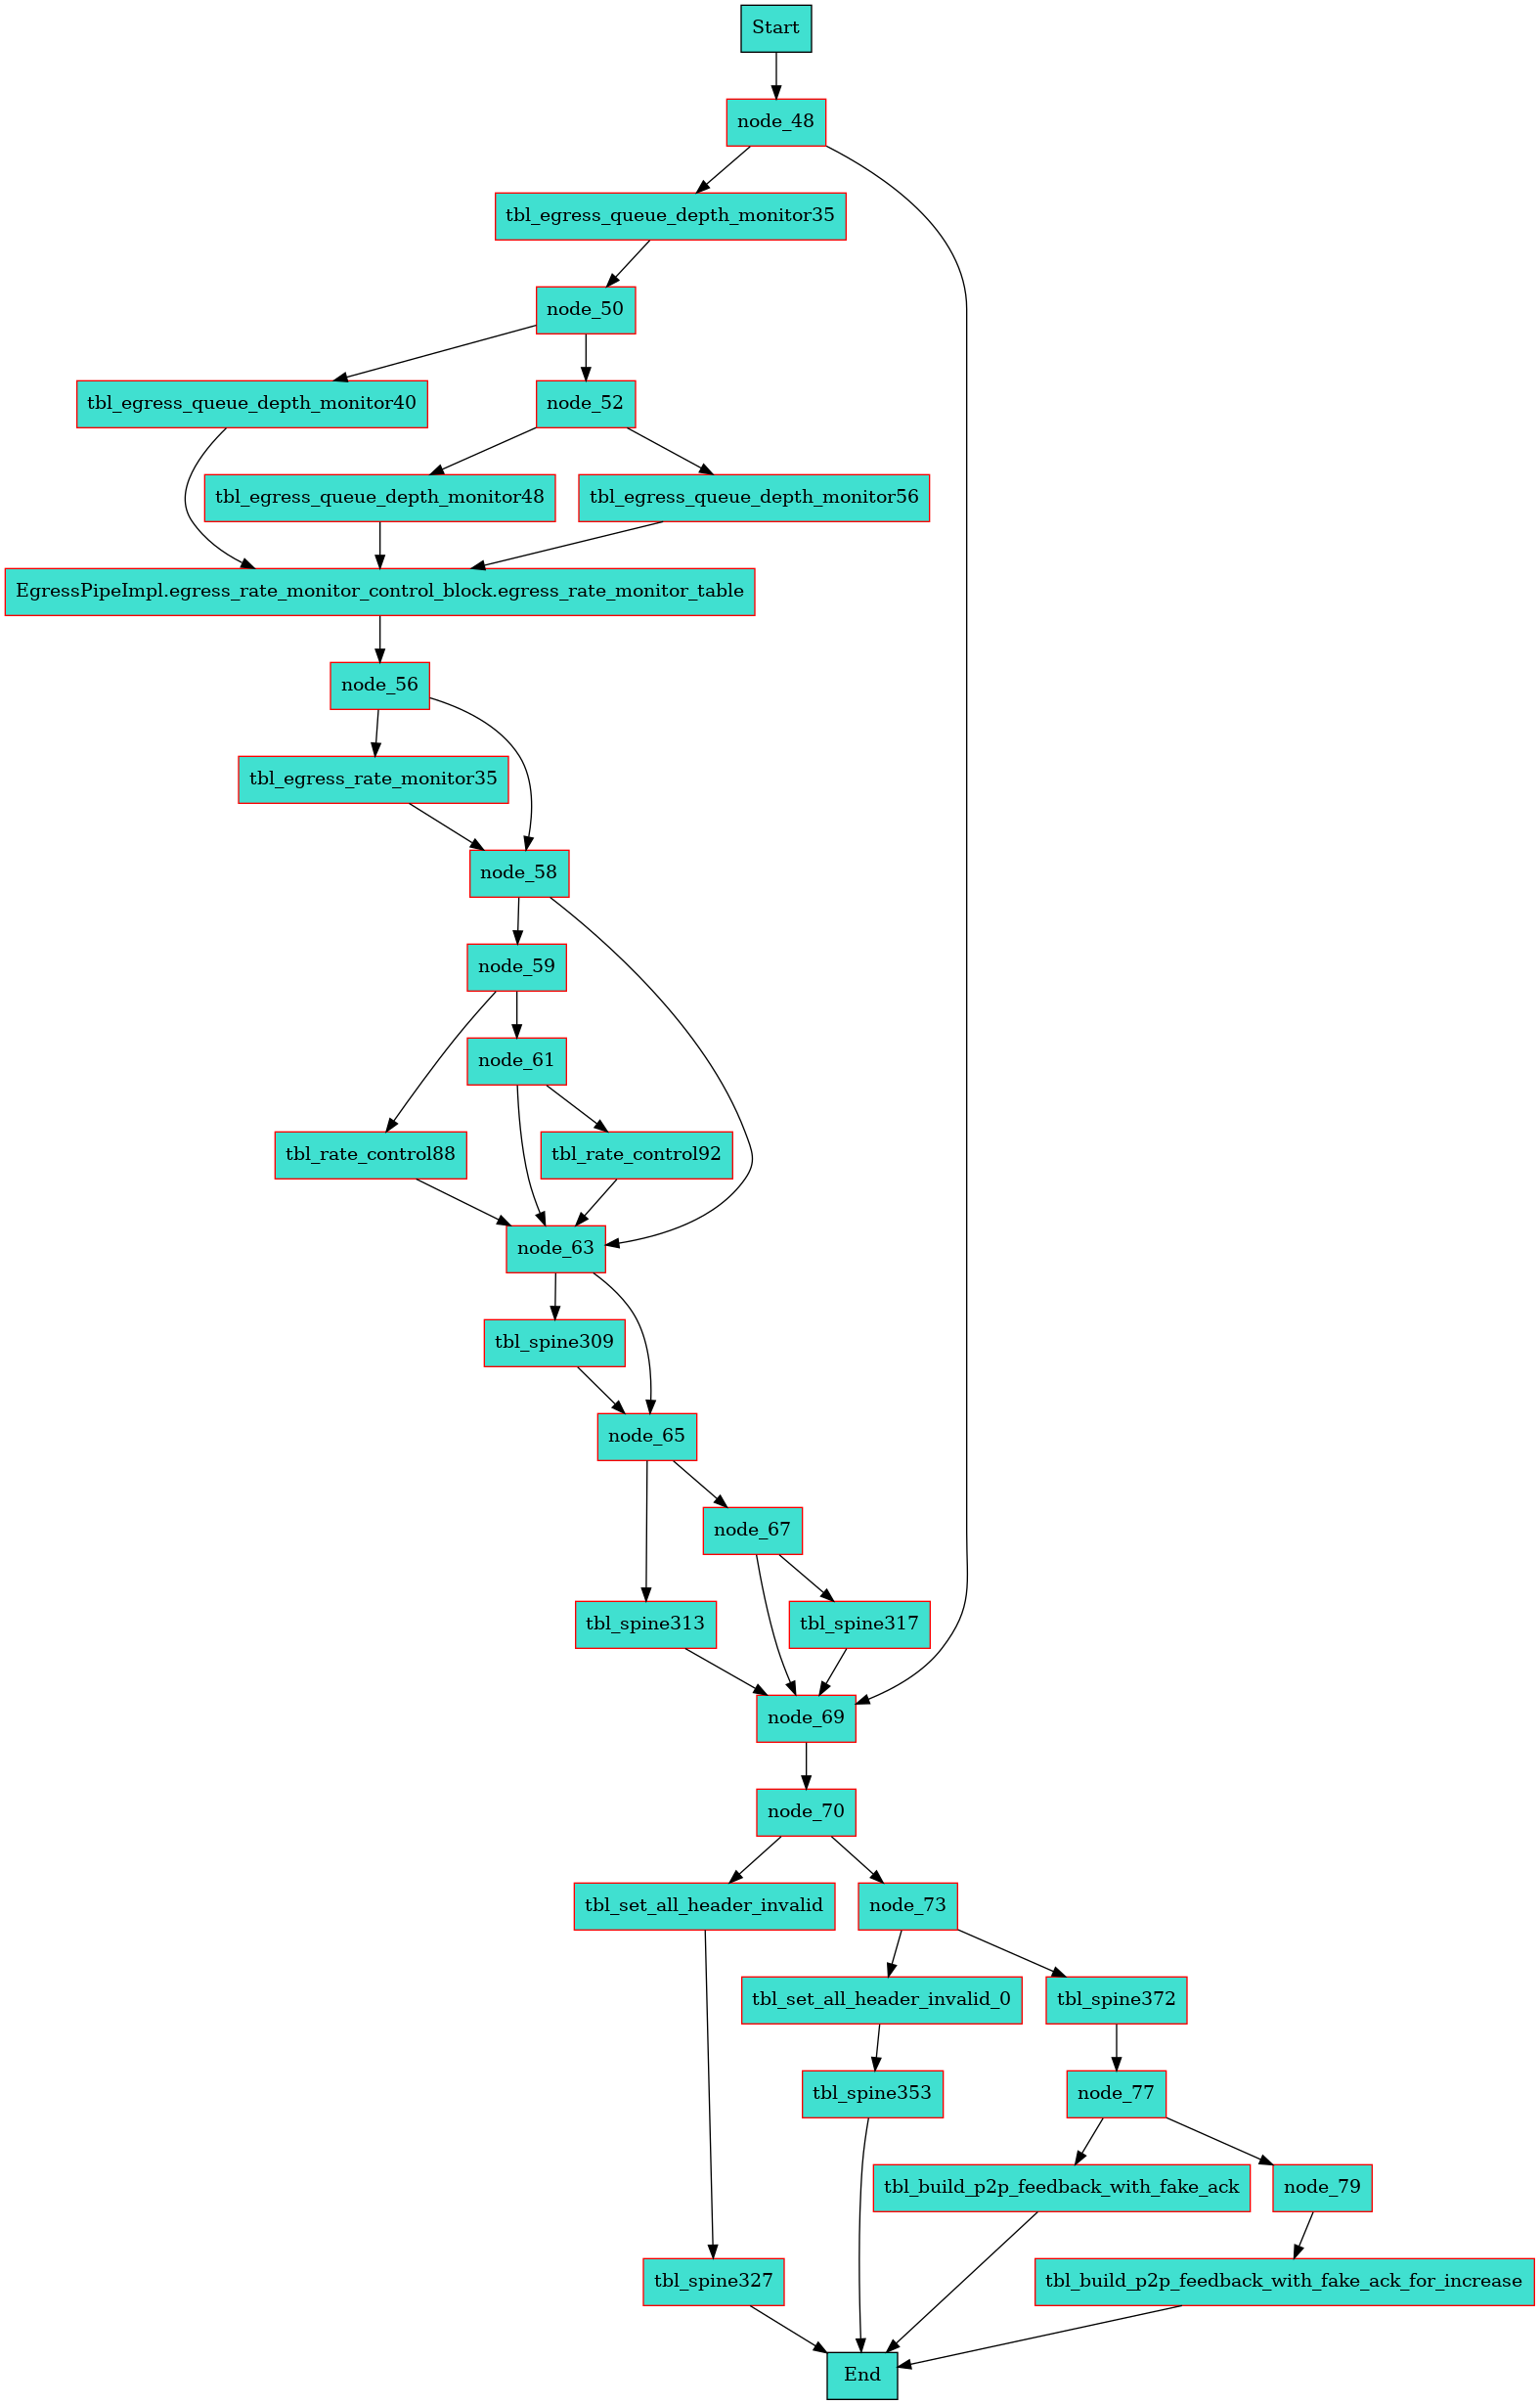 Start
node_48
tbl_egress_queue_depth_monitor35
node_50
tbl_egress_queue_depth_monitor40
node_52
tbl_egress_queue_depth_monitor48
tbl_egress_queue_depth_monitor56
EgressPipeImpl.egress_rate_monitor_control_block.egress_rate_monitor_table
node_56
tbl_egress_rate_monitor35
node_58
node_59
node_61
tbl_rate_control88
tbl_rate_control92
node_63
tbl_spine309
node_65
node_67
tbl_spine313
tbl_spine317
node_69
node_70
tbl_set_all_header_invalid
node_73
tbl_set_all_header_invalid_0
tbl_spine372
tbl_spine353
node_77
tbl_build_p2p_feedback_with_fake_ack
node_79
tbl_spine327
tbl_build_p2p_feedback_with_fake_ack_for_increase
End